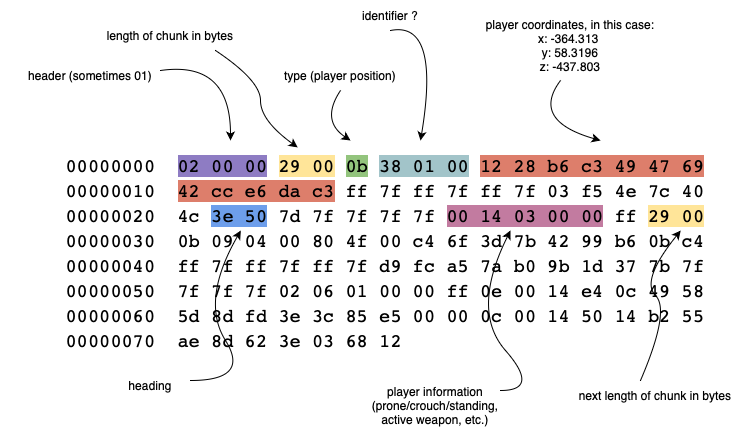 identifier ?
player coordinates, in this case:
x: -364.313
y: 58.3196
z: -437.803
length of chunk in bytes
header (sometimes 01)
type (player position)
00000000 02 00 00 29 00 0b 38 01 00 12 28 b6 c3 49 47 69
00000010 42 cc e6 da c3 ff 7f ff 7f ff 7f 03 f5 4e 7c 40
00000020 4c 3e 50 7d 7f 7f 7f 7f 00 14 03 00 00 ff 29 00
00000030 0b 09 04 00 80 4f 00 c4 6f 3d 7b 42 99 b6 0b c4
00000040 ff 7f ff 7f ff 7f d9 fc a5 7a b0 9b 1d 37 7b 7f
00000050 7f 7f 7f 02 06 01 00 00 ff 0e 00 14 e4 0c 49 58
00000060 5d 8d fd 3e 3c 85 e5 00 00 0c 00 14 50 14 b2 55
00000070 ae 8d 62 3e 03 68 12
heading
player information
(prone/crouch/standing,
active weapon, etc.)
next length of chunk in bytes